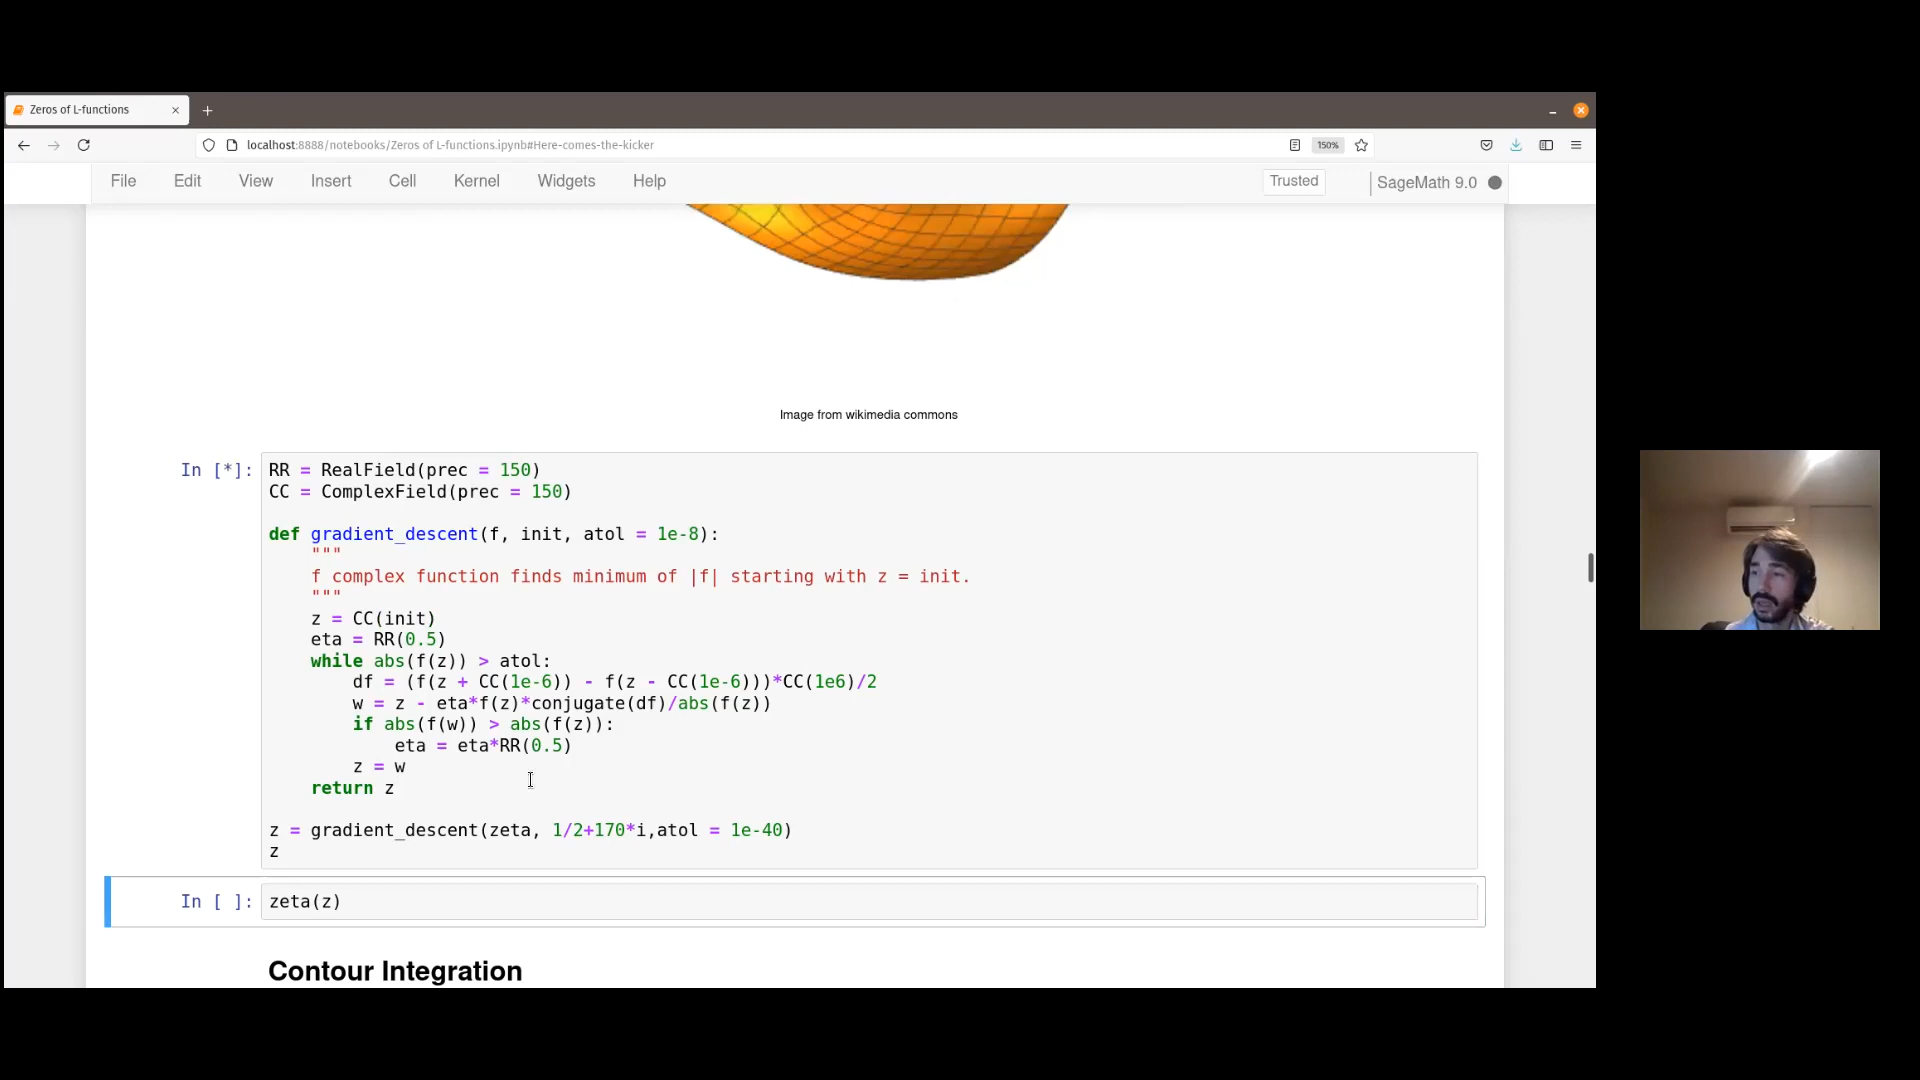 Zeros of L-functions
localhost:8888/notebooks/Zeros of L-functions.ipynb#Here-comes-the-kicker
150%
File Edit View Insert Cell Kernel Widgets Help
Trusted
SageMath 9.0
Image from wikimedia commons
In [*]:
RR = RealField(prec = 150)
CC = ComplexField(prec = 150)
def gradient_descent(f, init, atol = 1e-8):
"""
f complex function finds minimum of |f| starting with z = init.
"""
z = CC(init)
eta = RR(0.5)
while abs(f(z)) > atol:
df = (f(z + CC(1e-6)) - f(z - CC(1e-6)))*CC(1e6)/2
w = z - eta*f(z)*conjugate(df)/abs(f(z))
if abs(f(w)) > abs(f(z)):
eta = eta*RR(0.5)
z = w
return z
z = gradient_descent(zeta, 1/2+170*i,atol = 1e-40)
z
In [ ]:
zeta(z)
Contour Integration